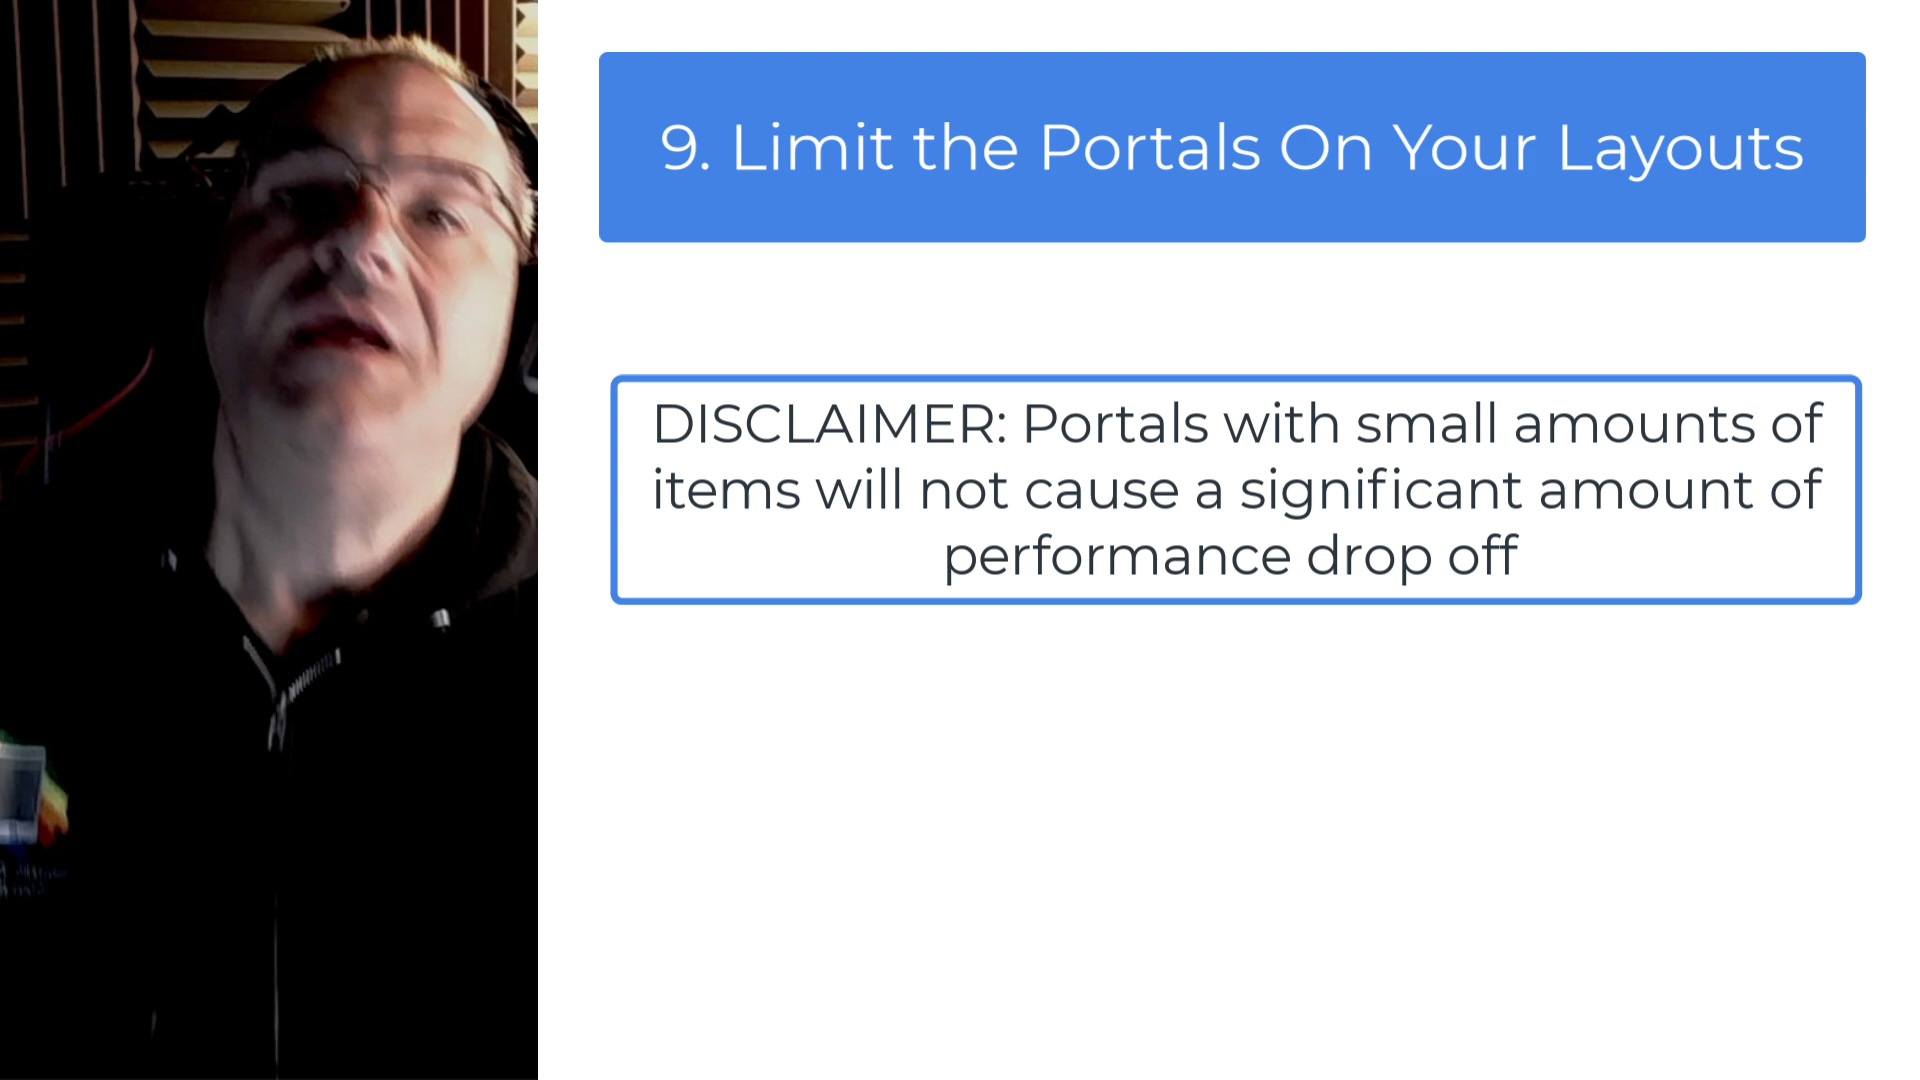 9. Limit the Portals On Your Layouts
DISCLAIMER: Portals with small amounts of
items will not cause a significant amount of
performance drop off